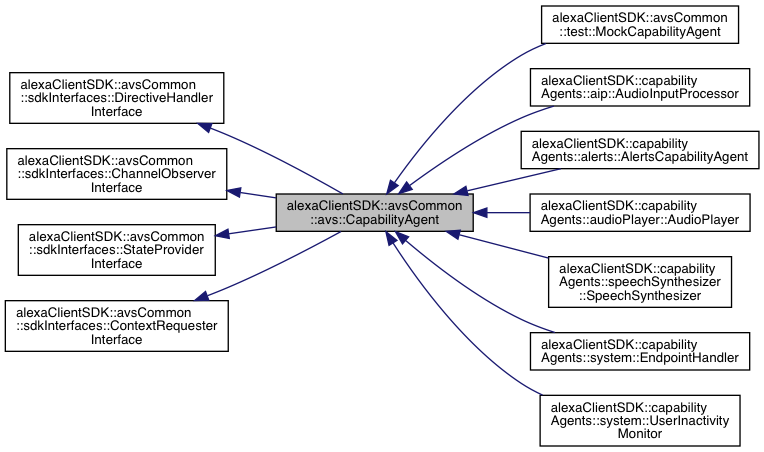 alexaClientSDK::avsCommon
::sdkInterfaces::DirectiveHandler
Interface
alexaClientSDK::avsCommon
::sdkInterfaces::ChannelObserver
Interface
alexaClientSDK::avsCommon
::sdkInterfaces::StateProvider
Interface
alexaClientSDK::avsCommon
::sdkInterfaces::ContextRequester
Interface
alexaClientSDK::avsCommon
::avs::CapabilityAgent
alexaClientSDK::avsCommon
::test::MockCapabilityAgent
alexaClientSDK::capability
Agents::aip::AudioInputProcessor
alexaClientSDK::capability
Agents::alerts::AlertsCapabilityAgent
alexaClientSDK::capability
Agents::audioPlayer::AudioPlayer
alexaClientSDK::capability
Agents::speechSynthesizer
::SpeechSynthesizer
alexaClientSDK::capability
Agents::system::EndpointHandler
alexaClientSDK::capability
Agents::system::UserInactivity
Monitor